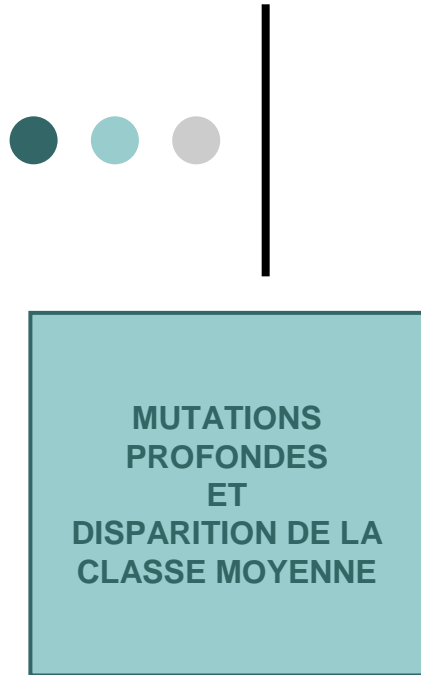 MUTATIONS
PROFONDES
ET
DISPARITION DE LA
CLASSE MOYENNE